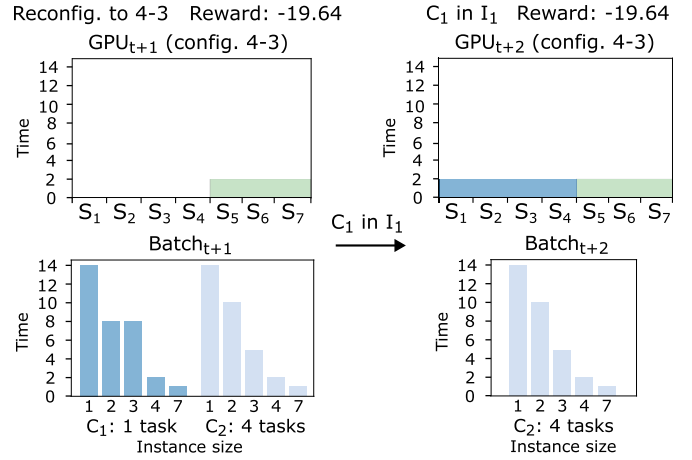 Reconfig. to 4-3 Reward: -19.64
GPU t+1 (config. 4-3)
14
12
10
8
6
4
2
0
Time
S1 S2 S3 S4 S5 S6 S7
C1 in I1
Batch t+1
14
12
10
8
6
4
2
0
Time
1 2 3 4 7 1 2 3 4 7
C1: 1 task C2: 4 tasks
Instance size
C1 in I1 Reward: -19.64
GPU t+2 (config. 4-3)
14
12
10
8
6
4
2
0
Time
S1 S2 S3 S4 S5 S6 S7
Batch t+2
14
12
10
8
6
4
2
0
Time
1 2 3 4 7
C2: 4 tasks
Instance size